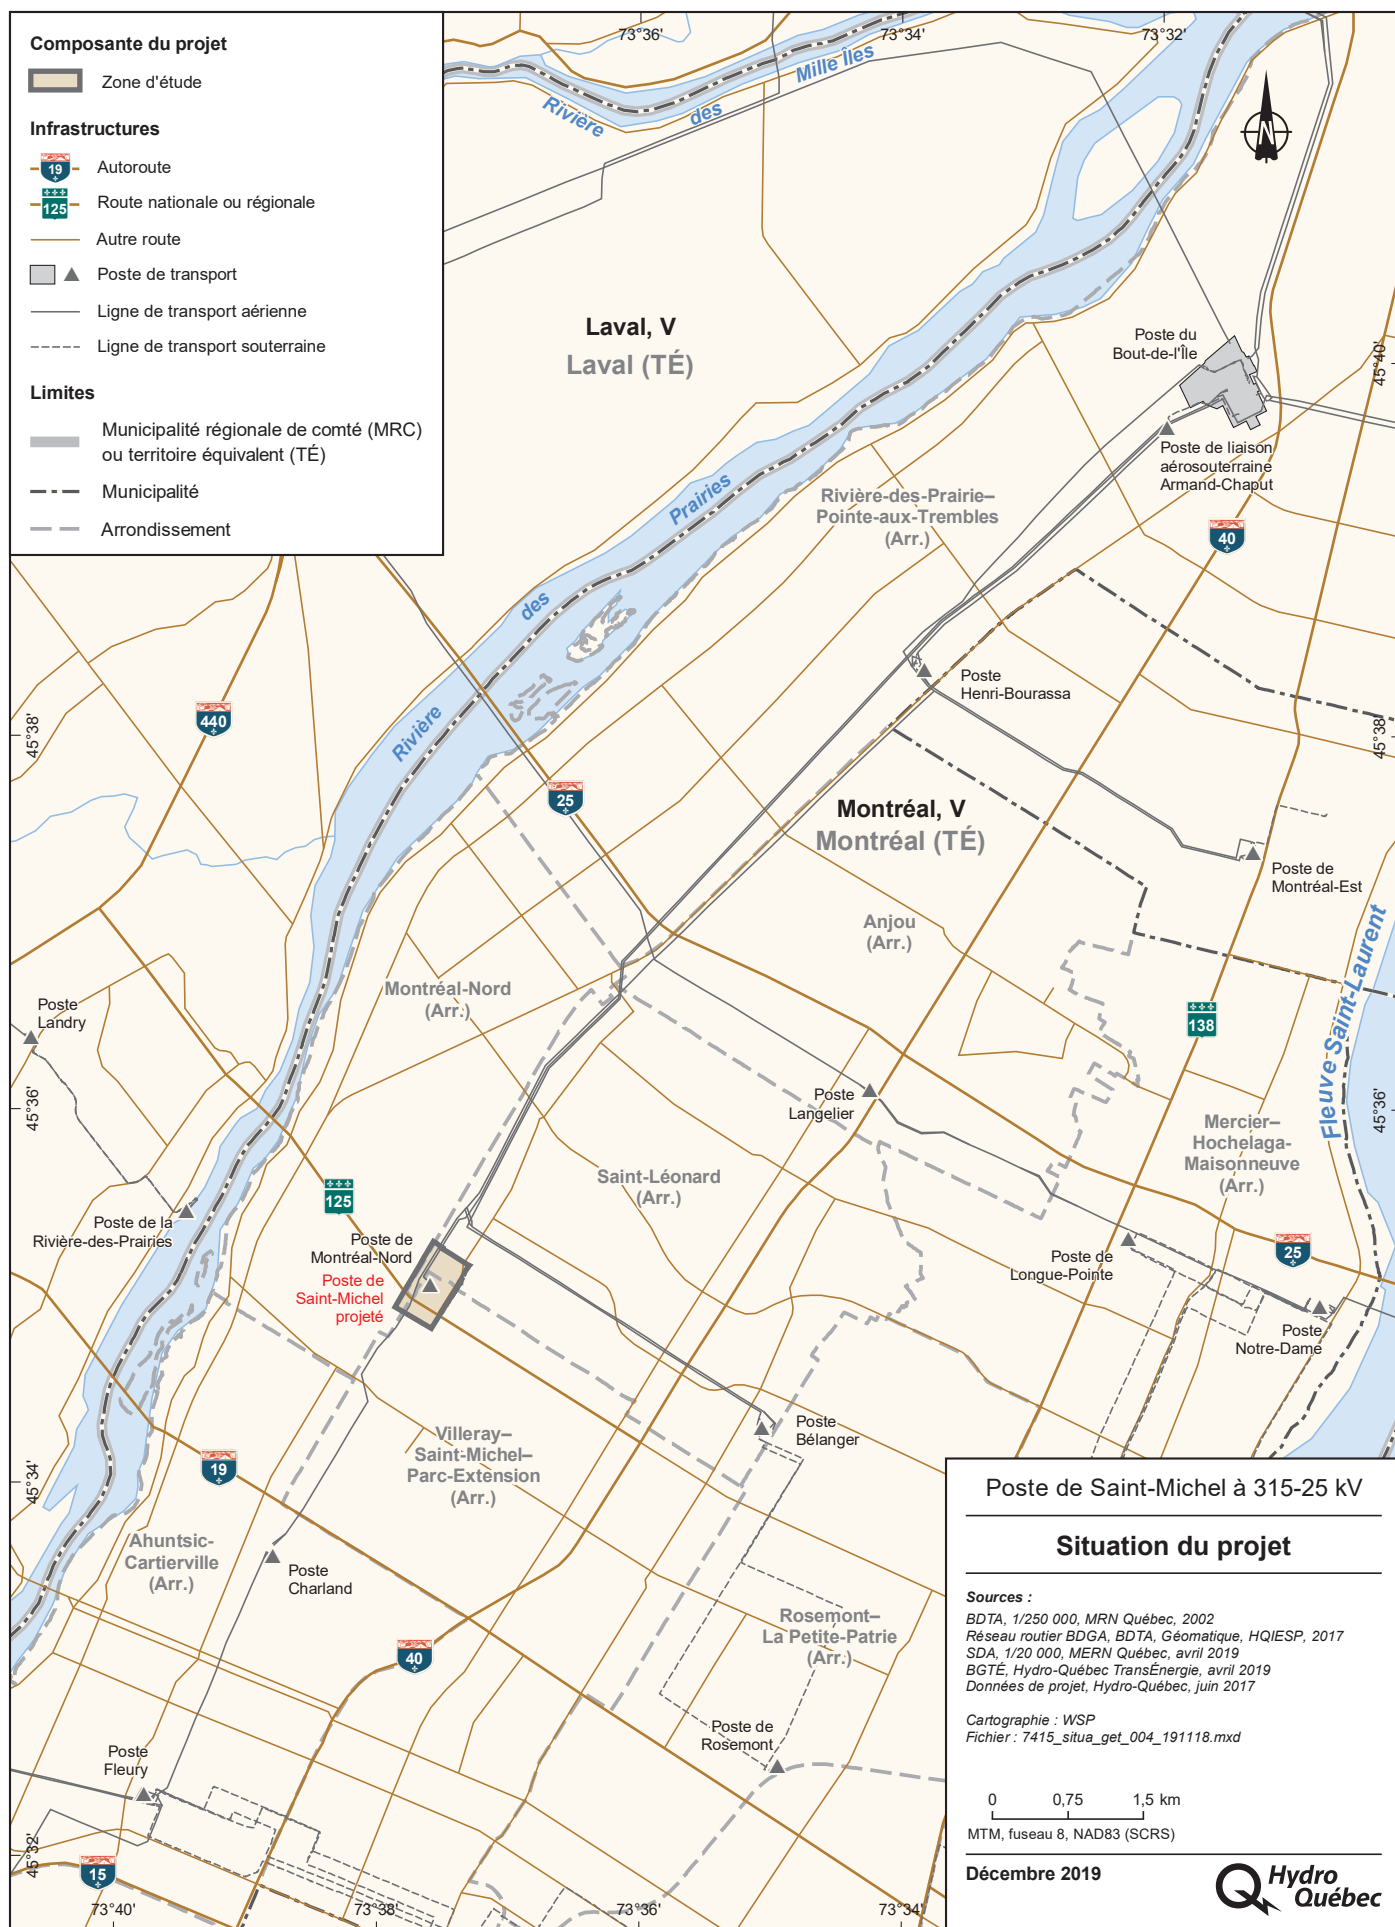 Composante du projet
Zone d'étude
Infrastructures
19
Autoroute
125
Route nationale ou régionale
Autre route
Poste de transport
Ligne de transport aérienne
Ligne de transport souterraine
Limites
Municipalité régionale de comté (MRC)
ou territoire équivalent (TÉ)
Municipalité
Arrondissement
73°36'
73°34'
73°32'
Rivière
des
Mille Îles
N
Laval, V
Laval (TÉ)
Poste du
Bout-de-l'Île
45°40'
Poste de liaison
aérosouterraine
Armand-Chaput
Rivière-des-Prairie–
Pointe-aux-Trembles
(Arr.)
40
Prairies
des
Rivière
Poste
Henri-Bourassa
440
45°38'
45°38'
25
Montréal, V
Montréal (TÉ)
Poste de
Montréal-Est
Anjou
(Arr.)
Fleuve Saint-Laurent
Montréal-Nord
(Arr.)
Poste
Landry
138
45°36'
45°36'
Poste
Langelier
Mercier–
Hochelaga-
Maisonneuve
(Arr.)
Saint-Léonard
(Arr.)
125
Poste de la
Rivière-des-Prairies
Poste de
Montréal-Nord
Poste de
Saint-Michel
projeté
Poste de
Longue-Pointe
25
Poste
Notre-Dame
Poste
Bélanger
Villeray–
Saint-Michel–
Parc-Extension
(Arr.)
45°34'
19
Ahuntsic-
Cartierville
(Arr.)
Poste
Charland
Rosemont–
La Petite-Patrie
(Arr.)
40
Poste de
Rosemont
Poste
Fleury
45°32'
15
73°40'
73°38'
73°36'
73°34'
Poste de Saint-Michel à 315-25 kV
Situation du projet
Sources :
BDTA, 1/250 000, MRN Québec, 2002
Réseau routier BDGA, BDTA, Géomatique, HQIESP, 2017
SDA, 1/20 000, MERN Québec, avril 2019
BGTÉ, Hydro-Québec TransÉnergie, avril 2019
Données de projet, Hydro-Québec, juin 2017
Cartographie : WSP
Fichier : 7415_situa_get_004_191118.mxd
0 0,75 1,5 km
MTM, fuseau 8, NAD83 (SCRS)
Décembre 2019
Hydro
Québec